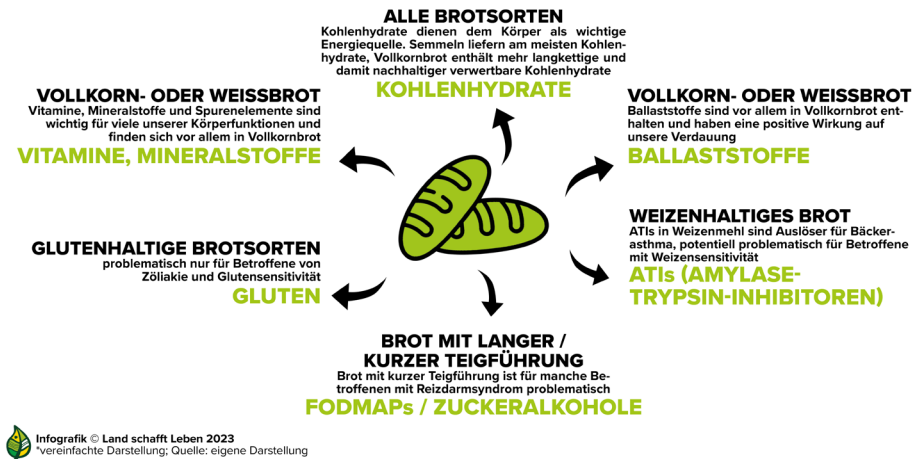 ALLE BROTSORTEN
Kohlenhydrate dienen dem Körper als wichtige
Energiequelle. Semmeln liefern am meisten Kohlen-
hydrate, Vollkornbrot enthält mehr langkettige und
damit nachhaltiger verwertbare Kohlenhydrate
KOHLENHYDRATE
VOLLKORN- ODER WEISSBROT
Vitamine, Mineralstoffe und Spurenelemente sind
wichtig für viele unserer Körperfunktionen und
finden sich vor allem in Vollkornbrot
VITAMINE, MINERALSTOFFE
VOLLKORN- ODER WEISSBROT
Ballaststoffe sind vor allem in Vollkornbrot ent-
halten und haben eine positive Wirkung auf
unsere Verdauung
BALLASTSTOFFE
GLUTENHALTIGE BROTSORTEN
problematisch nur für Betroffene von
Zöliakie und Glutensensitivität
GLUTEN
WEIZENHALTIGES BROT
ATIs in Weizenmehl sind Auslöser für Bäcker-
asthma, potentiell problematisch für Betroffene
mit Weizensensitivität
ATIs (AMYLASE-
TRYPSIN-INHIBITOREN)
BROT MIT LANGER /
KURZER TEIGFÜHRUNG
Brot mit kurzer Teigführung ist für manche Be-
troffenen mit Reizdarmsyndrom problematisch
FODMAPs / ZUCKERALKOHOLE
Infografik © Land schafft Leben 2023
*vereinfachte Darstellung; Quelle: eigene Darstellung